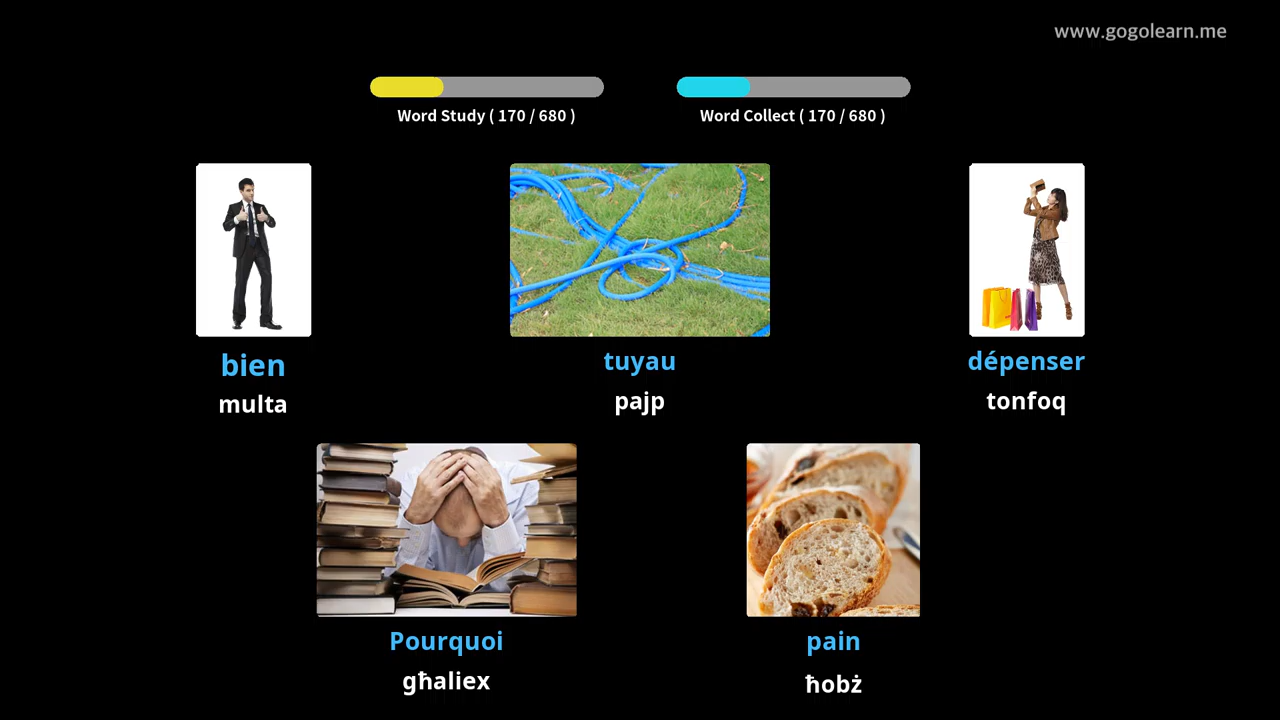 www.gogolearn.me
Word Study ( 170 / 680 )
Word Collect ( 170 / 680 )
bien
multa
tuyau
pajp
dépenser
tonfoq
Pourquoi
għaliex
pain
ħobż